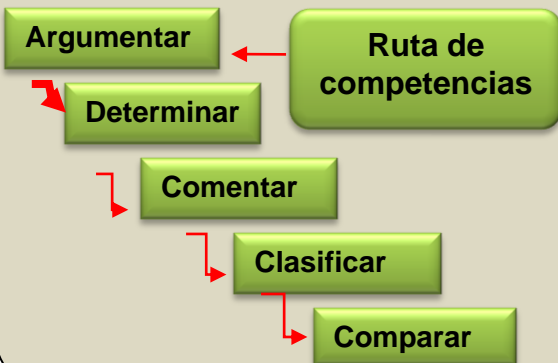 Ruta de
competencias
Argumentar
Determinar
Comentar
Clasificar
Comparar